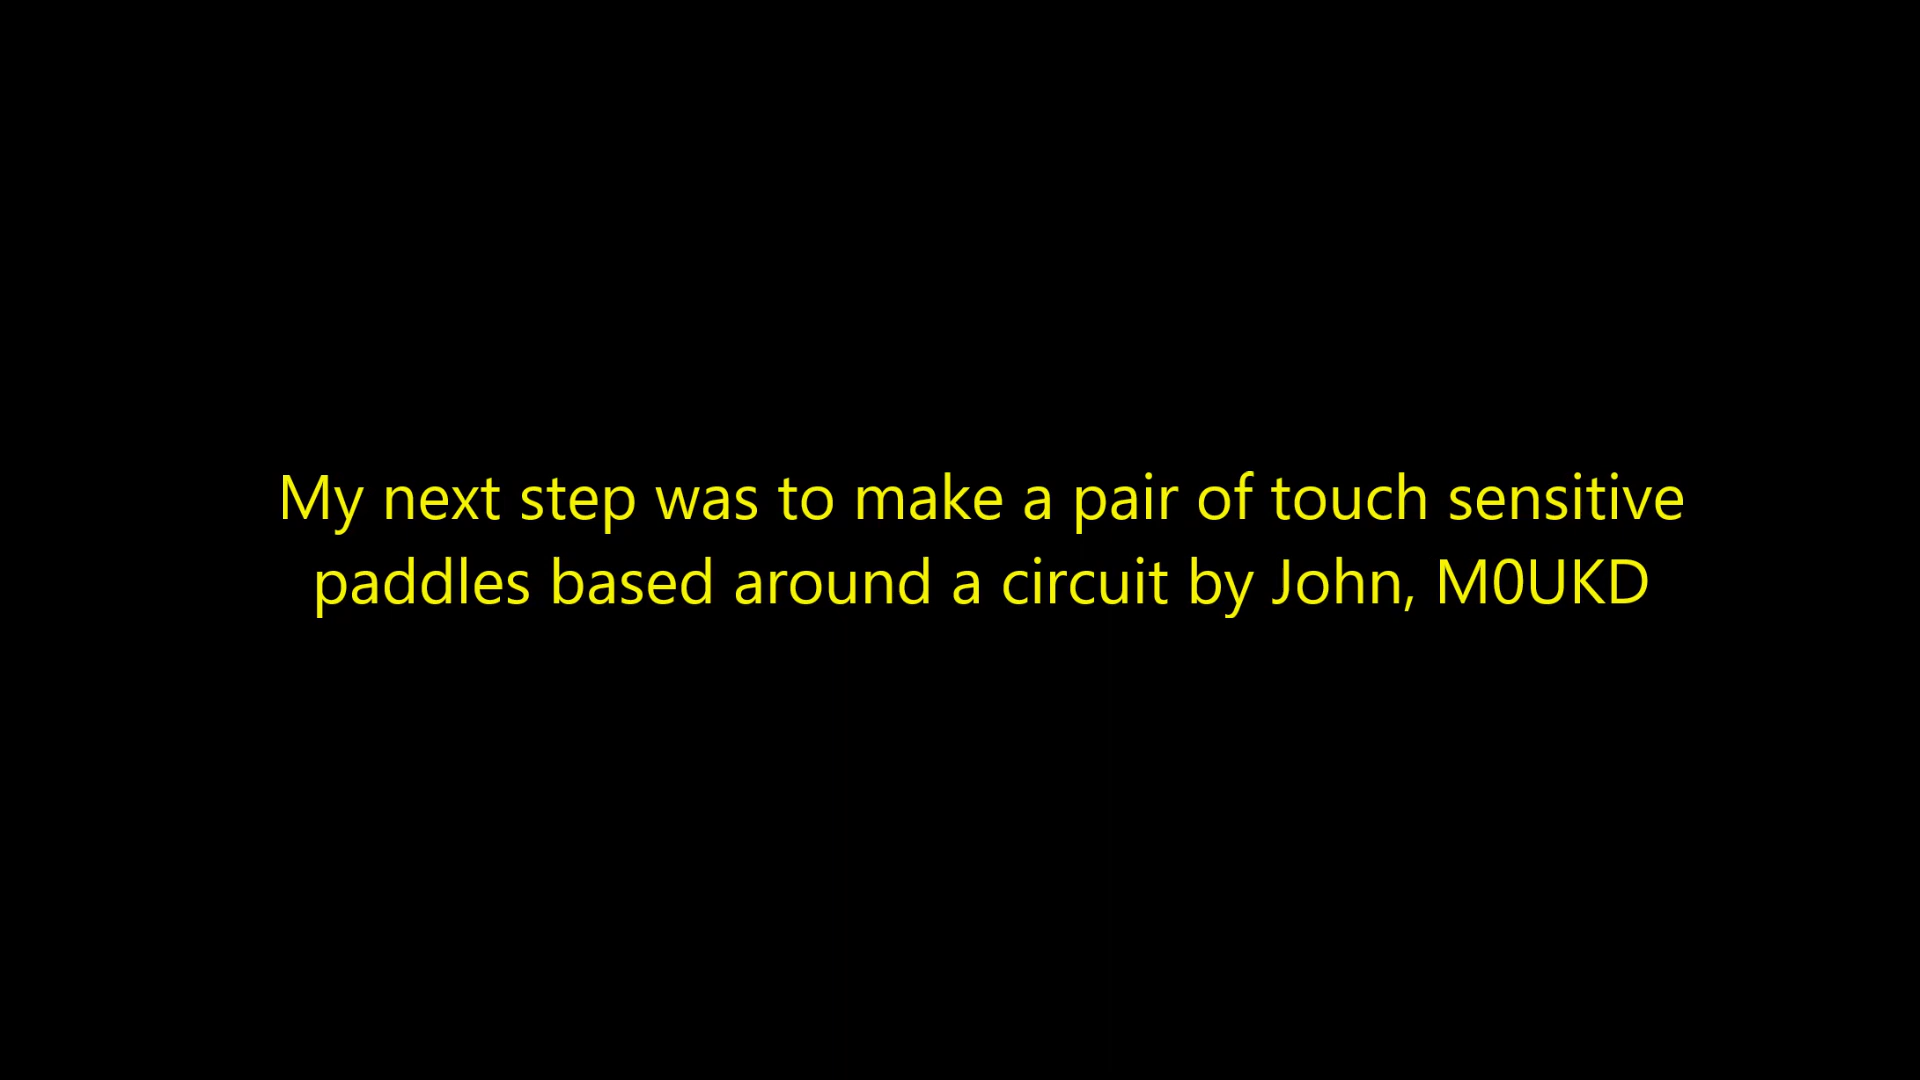 My next step was to make a pair of touch sensitive
paddles based around a circuit by John, M0UKD